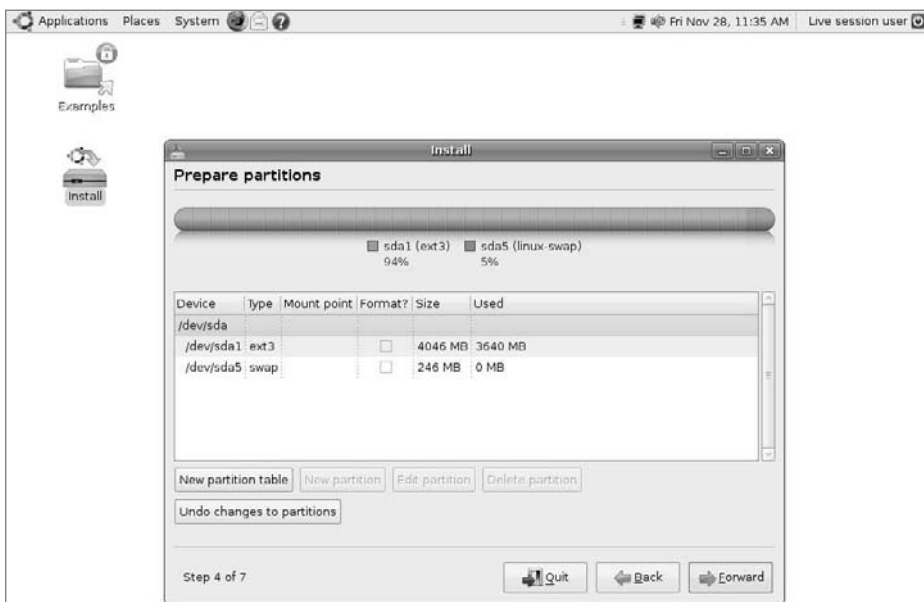 Applications Places System Fri Nov 28, 11:35 AM Live session user
Examples
Install
Install
Prepare partitions
sda1 (ext3) sda5 (linux-swap)
94% 5%
Device Type Mount point Format? Size Used
/dev/sda
/dev/sda1 ext3 4046 MB 3640 MB
/dev/sda5 swap 246 MB 0 MB
New partition table New partition Edit partition Delete partition
Undo changes to partitions
Step 4 of 7 Quit Back Forward